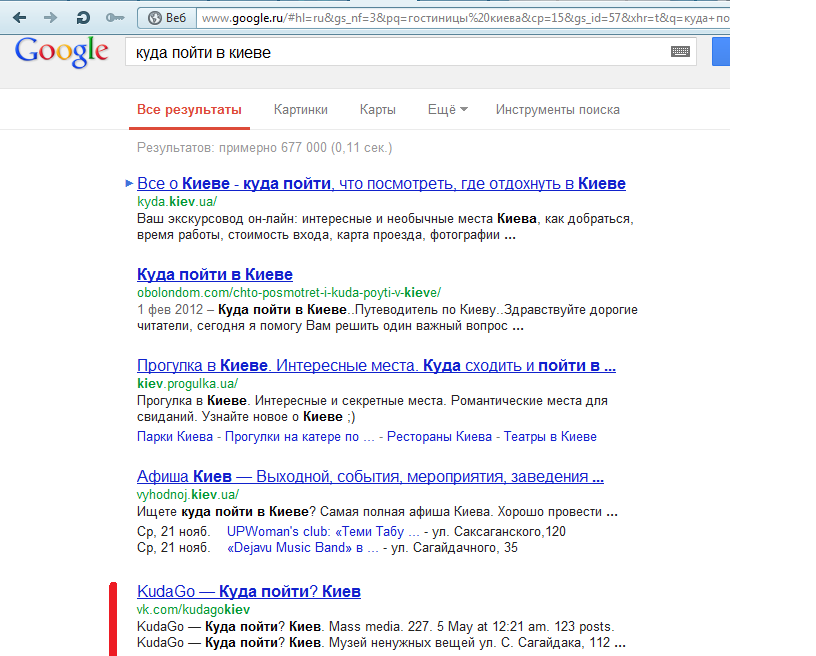 Веб www.google.ru/#hl=ru&gs_nf=3&pq=гостиницы%20киева&cp=15&gs_id=57&xhr=t&q=куда+по
Google куда пойти в киеве
Все результаты Картинки Карты Ещё Инструменты поиска
Результатов: примерно 677 000 (0,11 сек.)
Все о Киеве - куда пойти, что посмотреть, где отдохнуть в Киеве
kyda.kiev.ua/
Ваш экскурсовод он-лайн: интересные и необычные места Киева, как добраться,
время работы, стоимость входа, карта проезда, фотографии ...
Куда пойти в Киеве
obolondom.com/chto-posmotret-i-kuda-poyti-v-kieve/
1 фев 2012 – Куда пойти в Киеве..Путеводитель по Киеву..Здравствуйте дорогие
читатели, сегодня я помогу Вам решить один важный вопрос ...
Прогулка в Киеве. Интересные места. Куда сходить и пойти в ...
kiev.progulka.ua/
Прогулка в Киеве. Интересные и секретные места. Романтические места для
свиданий. Узнайте новое о Киеве ;)
Парки Киева - Прогулки на катере по ... - Рестораны Киева - Театры в Киеве
Афиша Киев — Выходной, события, мероприятия, заведения ...
vyhodnoj.kiev.ua/
Ищете куда пойти в Киеве? Самая полная афиша Киева. Хорошо провести ...
Ср, 21 нояб. UPWoman's club: «Теми Табу ... - ул. Саксаганского,120
Ср, 21 нояб. «Dejavu Music Band» в ... - ул. Сагайдачного, 35
KudaGo — Куда пойти? Киев
vk.com/kudagokiev
KudaGo — Куда пойти? Киев. Mass media. 227. 5 May at 12:21 am. 123 posts.
KudaGo — Куда пойти? Киев. Музей ненужных вещей ул. С. Сагайдака, 112 ...